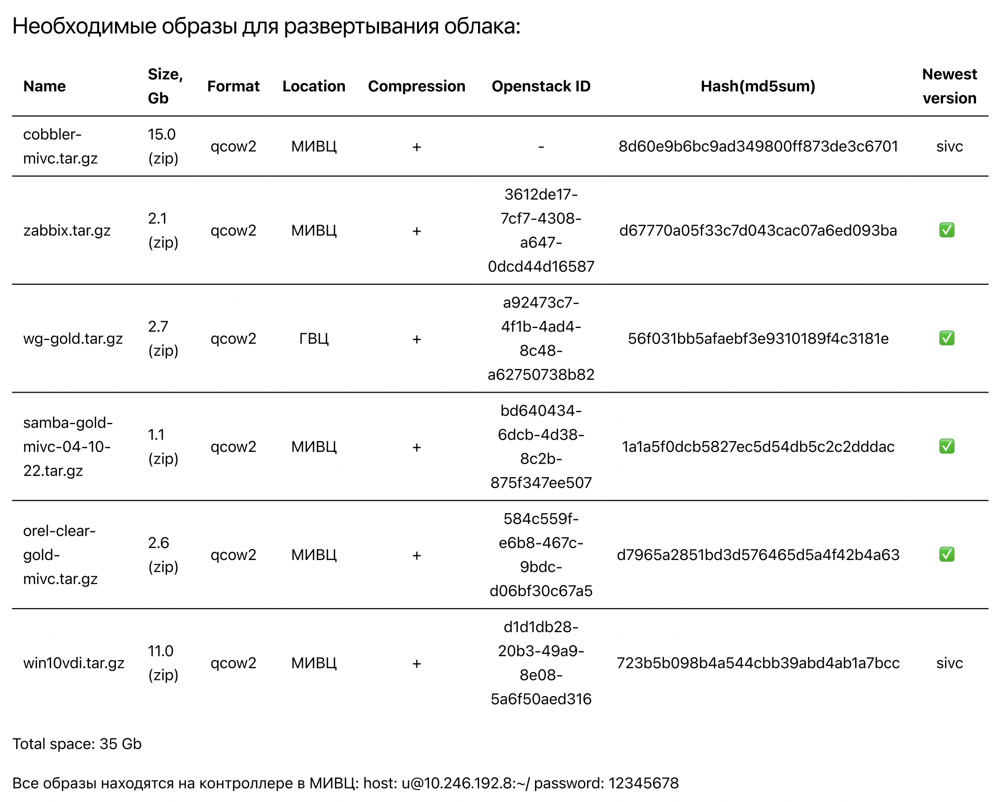 Необходимые образы для развертывания облака:
Name Size, Gb Format Location Compression Openstack ID Hash(md5sum) Newest version
cobbler-mivc.tar.gz 15.0 (zip) qcow2 МИВЦ + - 8d60e9b6bc9ad349800ff873de3c6701 sivc
zabbix.tar.gz 2.1 (zip) qcow2 МИВЦ + 3612de17-7cf7-4308-a647-0dcd44d16587 d67770a05f33c7d043cac07a6ed093ba ✅
wg-gold.tar.gz 2.7 (zip) qcow2 ГВЦ + a92473c7-4f1b-4ad4-8c48-a62750738b82 56f031bb5afaebf3e9310189f4c3181e ✅
samba-gold-mivc-04-10-22.tar.gz 1.1 (zip) qcow2 МИВЦ + bd640434-6dcb-4d38-8c2b-875f347ee507 1a1a5f0dcb5827ec5d54db5c2c2dddac ✅
orel-clear-gold-mivc.tar.gz 2.6 (zip) qcow2 МИВЦ + 584c559f-e6b8-467c-9bdc-d06bf30c67a5 d7965a2851bd3d576465d5a4f42b4a63 ✅
win10vdi.tar.gz 11.0 (zip) qcow2 МИВЦ + d1d1db28-20b3-49a9-8e08-5a6f50aed316 723b5b098b4a544cbb39abd4ab1a7bcc sivc
Total space: 35 Gb
Все образы находятся на контроллере в МИВЦ: host: u@10.246.192.8:~/ password: 12345678